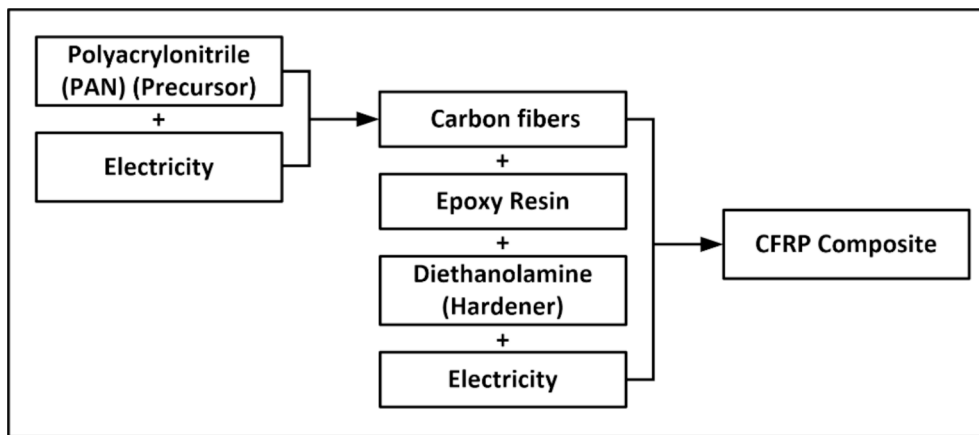 Polyacrylonitrile
(PAN) (Precursor)
+
Electricity
Carbon fibers
+
Epoxy Resin
+
Diethanolamine
(Hardener)
+
Electricity
CFRP Composite